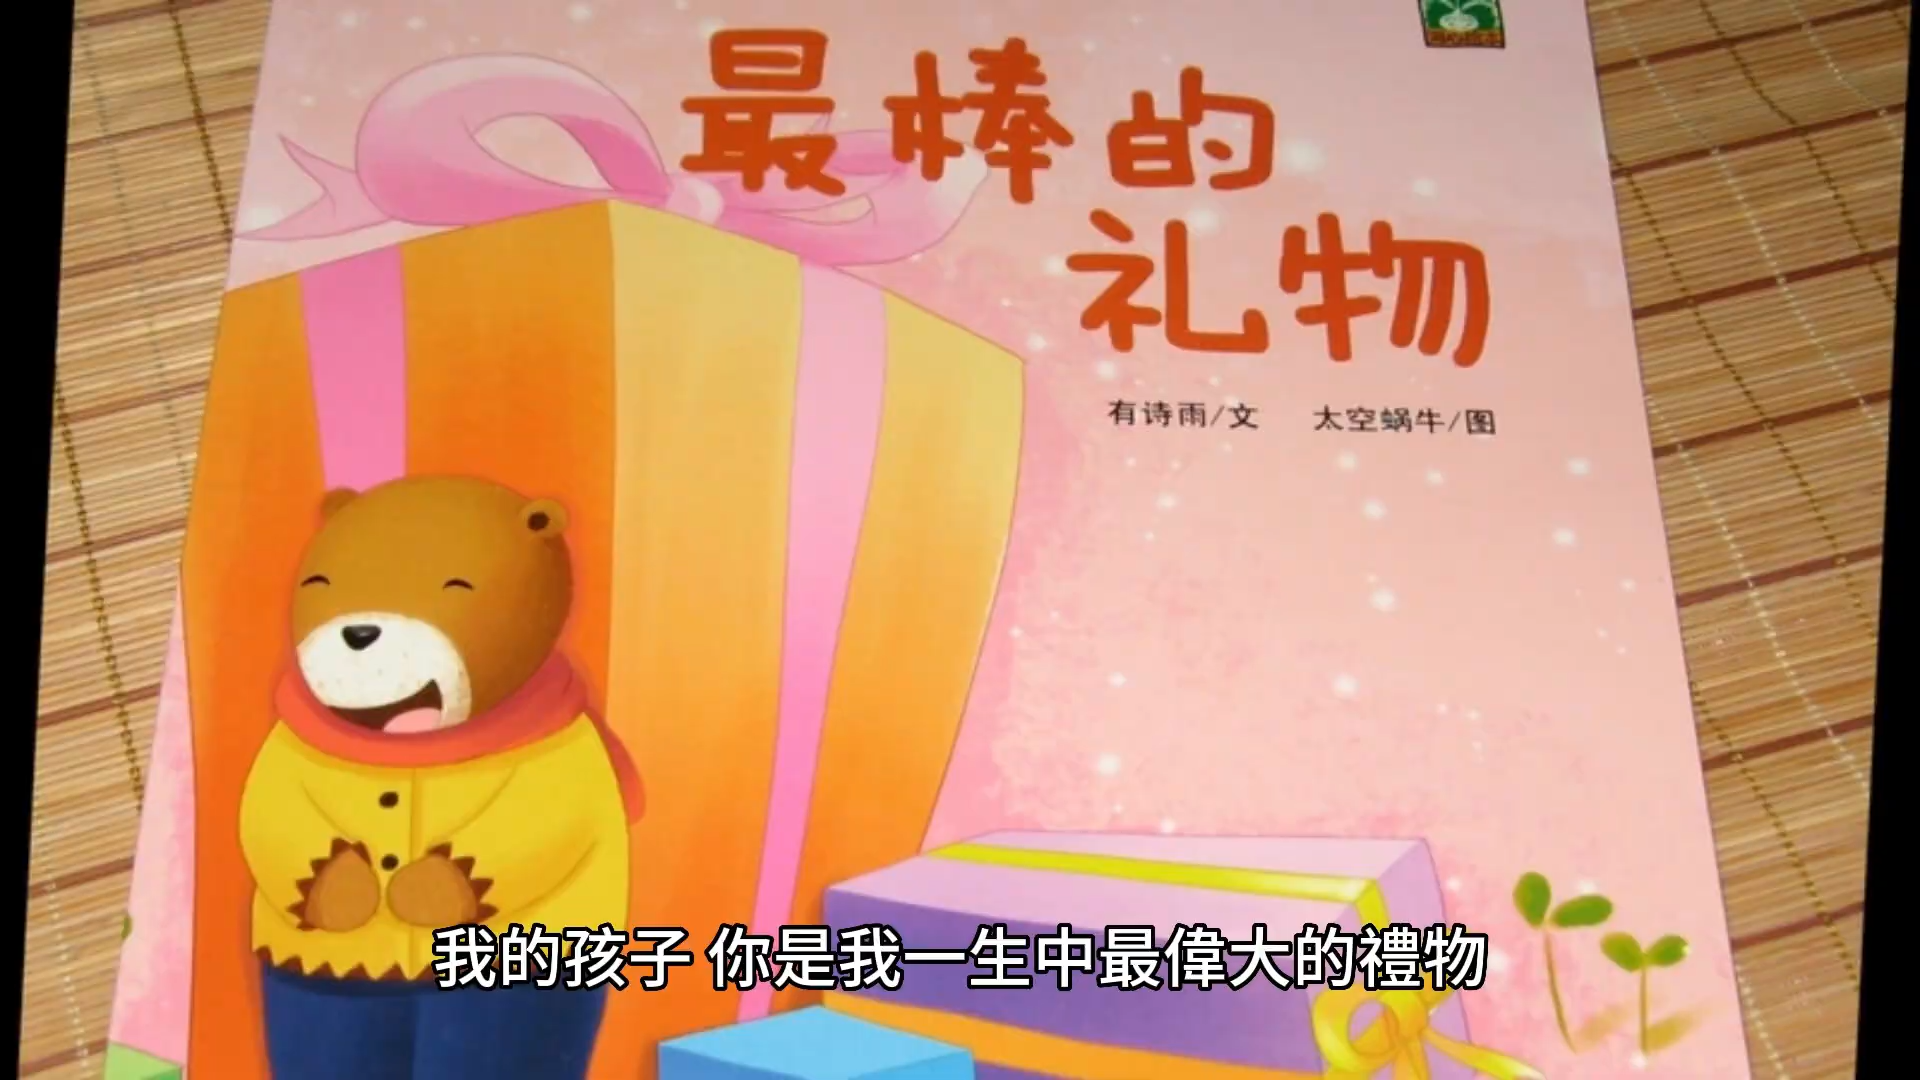 最棒的
礼物
有诗雨/文 太空蜗牛/图
我的孩子 你是我一生中最偉大的禮物